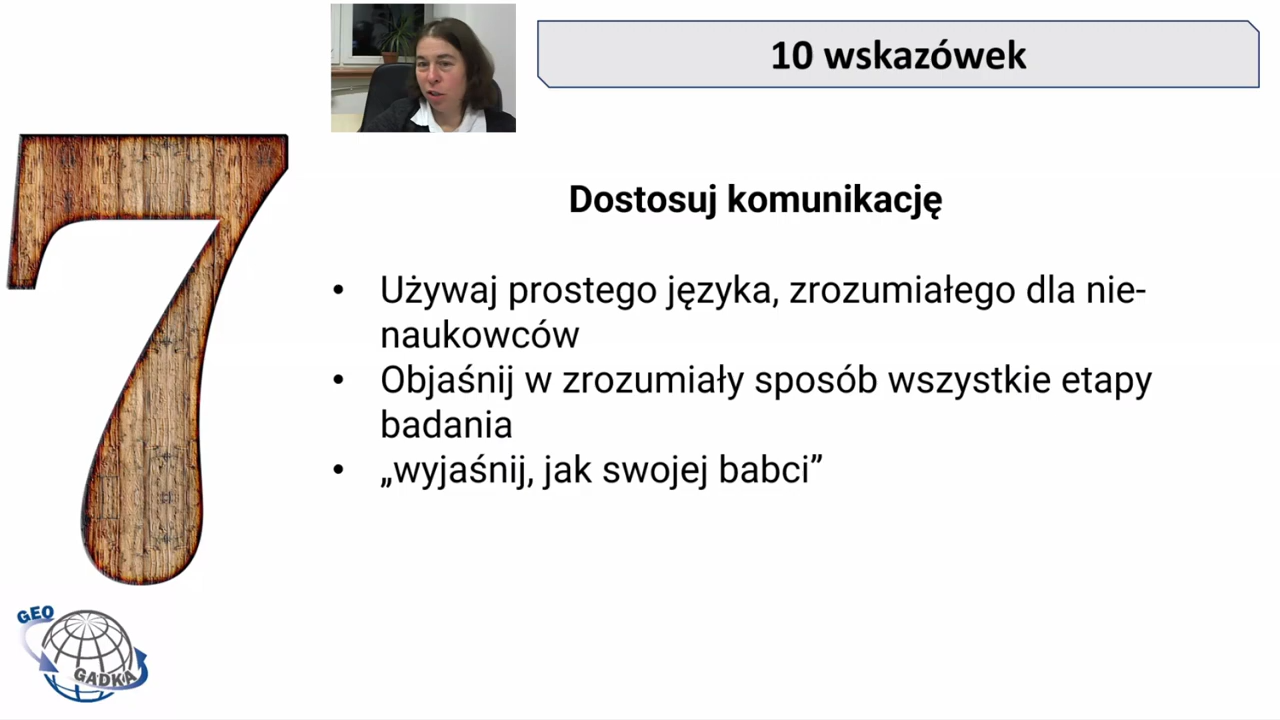 10 wskazówek
7
Dostosuj komunikację
• Używaj prostego języka, zrozumiałego dla nie-
naukowców
• Objaśnij w zrozumiały sposób wszystkie etapy
badania
• „wyjaśnij, jak swojej babci”
GEO
GADKA